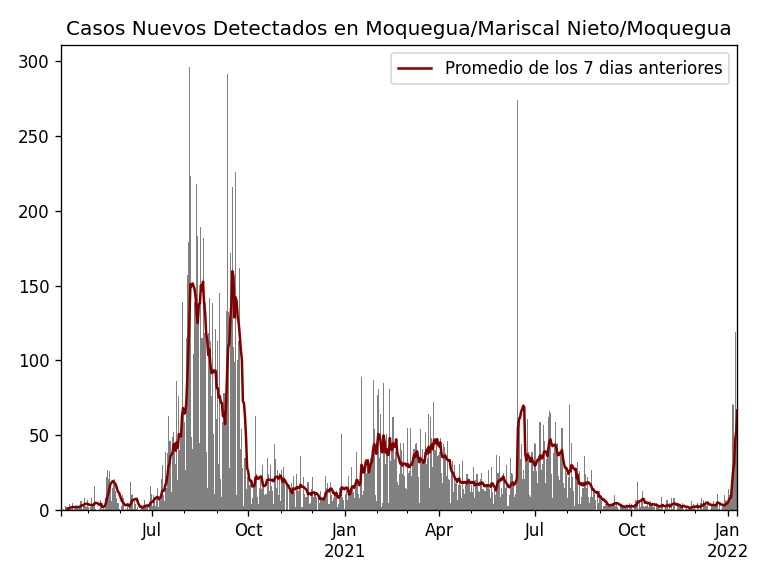 Casos Nuevos Detectados en Moquegua/Mariscal Nieto/Moquegua
Promedio de los 7 dias anteriores
300
250
200
150
100
50
0
Jul Oct Jan Apr Jul Oct Jan
2021 2022